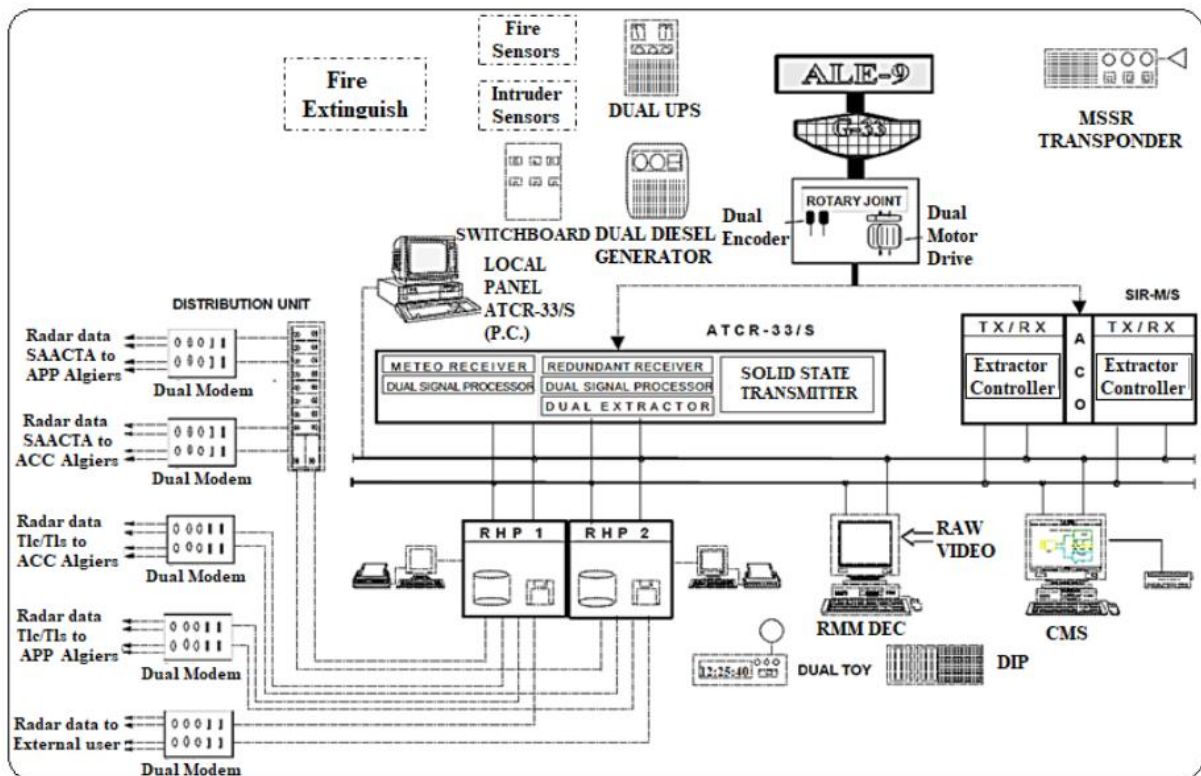 Fire
Sensors
Fire
Extinguish
Intruder
Sensors
DUAL UPS
ALE-9
G-33
MSSR
TRANSPONDER
ROTARY JOINT
Dual
Encoder
Dual
Motor
Drive
SWITCHBOARD
DUAL DIESEL
GENERATOR
LOCAL
PANEL
ATCR-33/S
(P.C.)
DISTRIBUTION UNIT
ATCR-33/S
SIR-M/S
METEO RECEIVER
DUAL SIGNAL PROCESSOR
REDUNDANT RECEIVER
DUAL SIGNAL PROCESSOR
DUAL EXTRACTOR
SOLID STATE
TRANSMITTER
TX/RX
Extractor
Controller
A
C
O
TX/RX
Extractor
Controller
Radar data
SAACTA to
APP Algiers
Dual Modem
Radar data
SAACTA to
ACC Algiers
Dual Modem
Radar data
Tlc/Tls to
ACC Algiers
Dual Modem
Radar data
Tlc/Tls to
APP Algiers
Dual Modem
Radar data to
External user
Dual Modem
RHP 1
RHP 2
RAW
VIDEO
RMM DEC
CMS
12:25:40
DUAL TOY
DIP